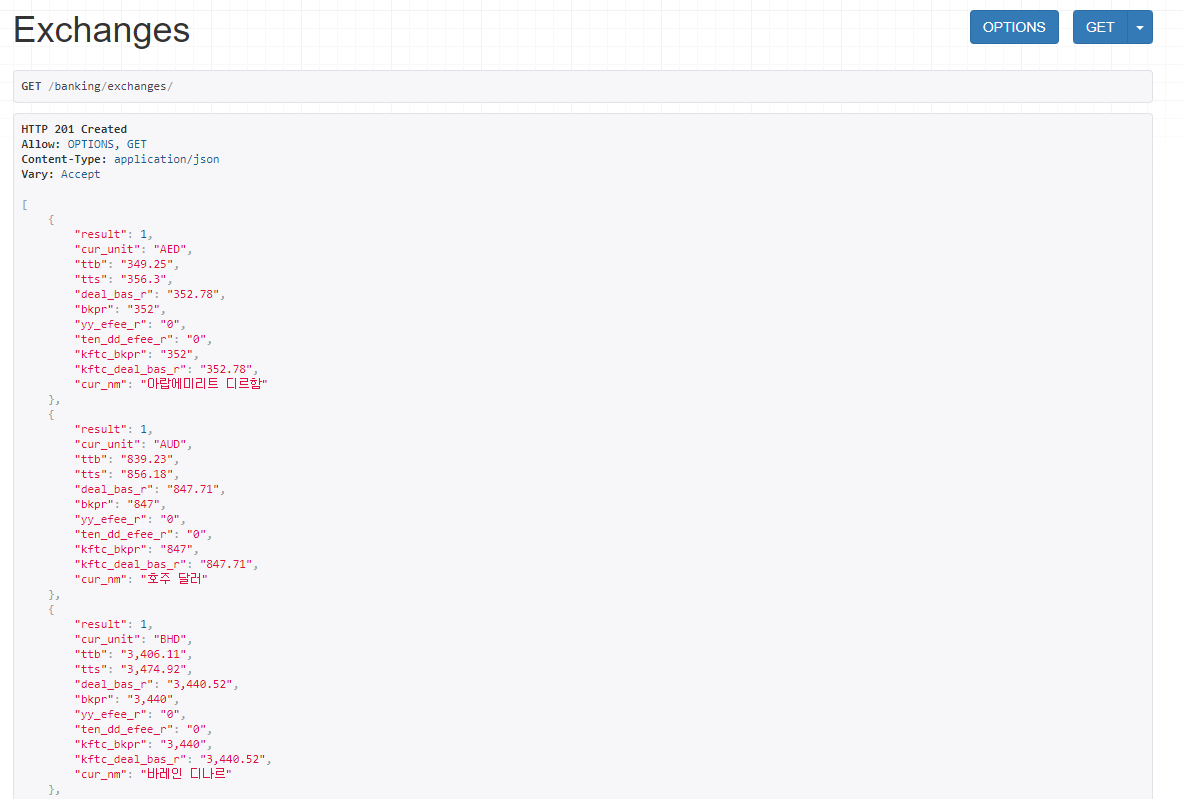 Exchanges
OPTIONS
GET
GET /banking/exchanges/
HTTP 201 Created
Allow: OPTIONS, GET
Content-Type: application/json
Vary: Accept
[
    {
        "result": 1,
        "cur_unit": "AED",
        "ttb": "349.25",
        "tts": "356.3",
        "deal_bas_r": "352.78",
        "bkpr": "352",
        "yy_efee_r": "0",
        "ten_dd_efee_r": "0",
        "kftc_bkpr": "352",
        "kftc_deal_bas_r": "352.78",
        "cur_nm": "아랍에미리트 디르함"
    },
    {
        "result": 1,
        "cur_unit": "AUD",
        "ttb": "839.23",
        "tts": "856.18",
        "deal_bas_r": "847.71",
        "bkpr": "847",
        "yy_efee_r": "0",
        "ten_dd_efee_r": "0",
        "kftc_bkpr": "847",
        "kftc_deal_bas_r": "847.71",
        "cur_nm": "호주 달러"
    },
    {
        "result": 1,
        "cur_unit": "BHD",
        "ttb": "3,406.11",
        "tts": "3,474.92",
        "deal_bas_r": "3,440.52",
        "bkpr": "3,440",
        "yy_efee_r": "0",
        "ten_dd_efee_r": "0",
        "kftc_bkpr": "3,440",
        "kftc_deal_bas_r": "3,440.52",
        "cur_nm": "바레인 디나르"
    },